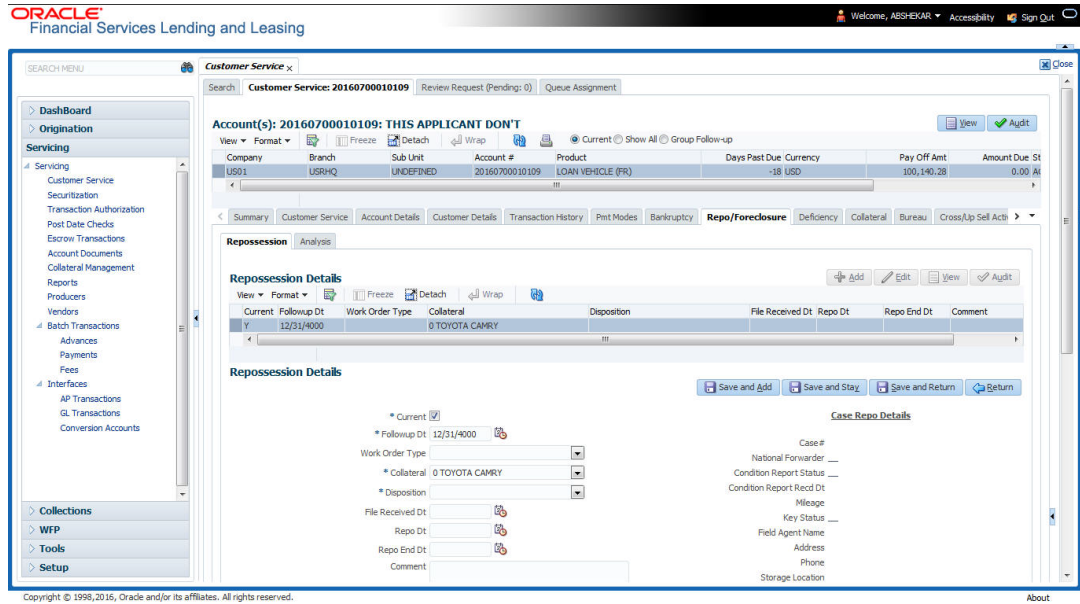 ORACLE
Financial Services Lending and Leasing
Welcome, ABSHEKAR Accessibility Sign Out
SEARCH MENU
Customer Service
Close
Search Customer Service: 20160700010109 Review Request (Pending: 0) Queue Assignment
DashBoard
Origination
Servicing
Servicing
Customer Service
Securitization
Transaction Authorization
Post Date Checks
Escrow Transactions
Account Documents
Collateral Management
Reports
Producers
Vendors
Batch Transactions
Advances
Payments
Fees
Interfaces
AP Transactions
GL Transactions
Conversion Accounts
Collections
WFP
Tools
Setup
Account(s): 20160700010109: THIS APPLICANT DON'T
View Audit
View Format Freeze Detach Wrap Current Show All Group Follow-up
Company Branch Sub Unit Account # Product Days Past Due Currency Pay Off Amt Amount Due St
US01 USRHQ UNDEFINED 20160700010109 LOAN VEHICLE (FR) -18 USD 100,140.28 0.00 A
Summary Customer Service Account Details Customer Details Transaction History Pmt Modes Bankruptcy Repo/Foreclosure Deficiency Collateral Bureau Cross/Up Sell Activ
Repossession Analysis
Repossession Details
Add Edit View Audit
View Format Freeze Detach Wrap
Current Followup Dt Work Order Type Collateral Disposition File Received Dt Repo Dt Repo End Dt Comment
Y 12/31/4000 0 TOYOTA CAMRY
Repossession Details
Save and Add Save and Stay Save and Return Return
* Current
* Followup Dt 12/31/4000
Work Order Type
* Collateral 0 TOYOTA CAMRY
* Disposition
File Received Dt
Repo Dt
Repo End Dt
Comment
Case Repo Details
Case#
National Forwarder __
Condition Report Status __
Condition Report Recd Dt
Mileage
Key Status __
Field Agent Name
Address
Phone
Storage Location
Copyright © 1998,2016, Oracle and/or its affiliates. All rights reserved.
About